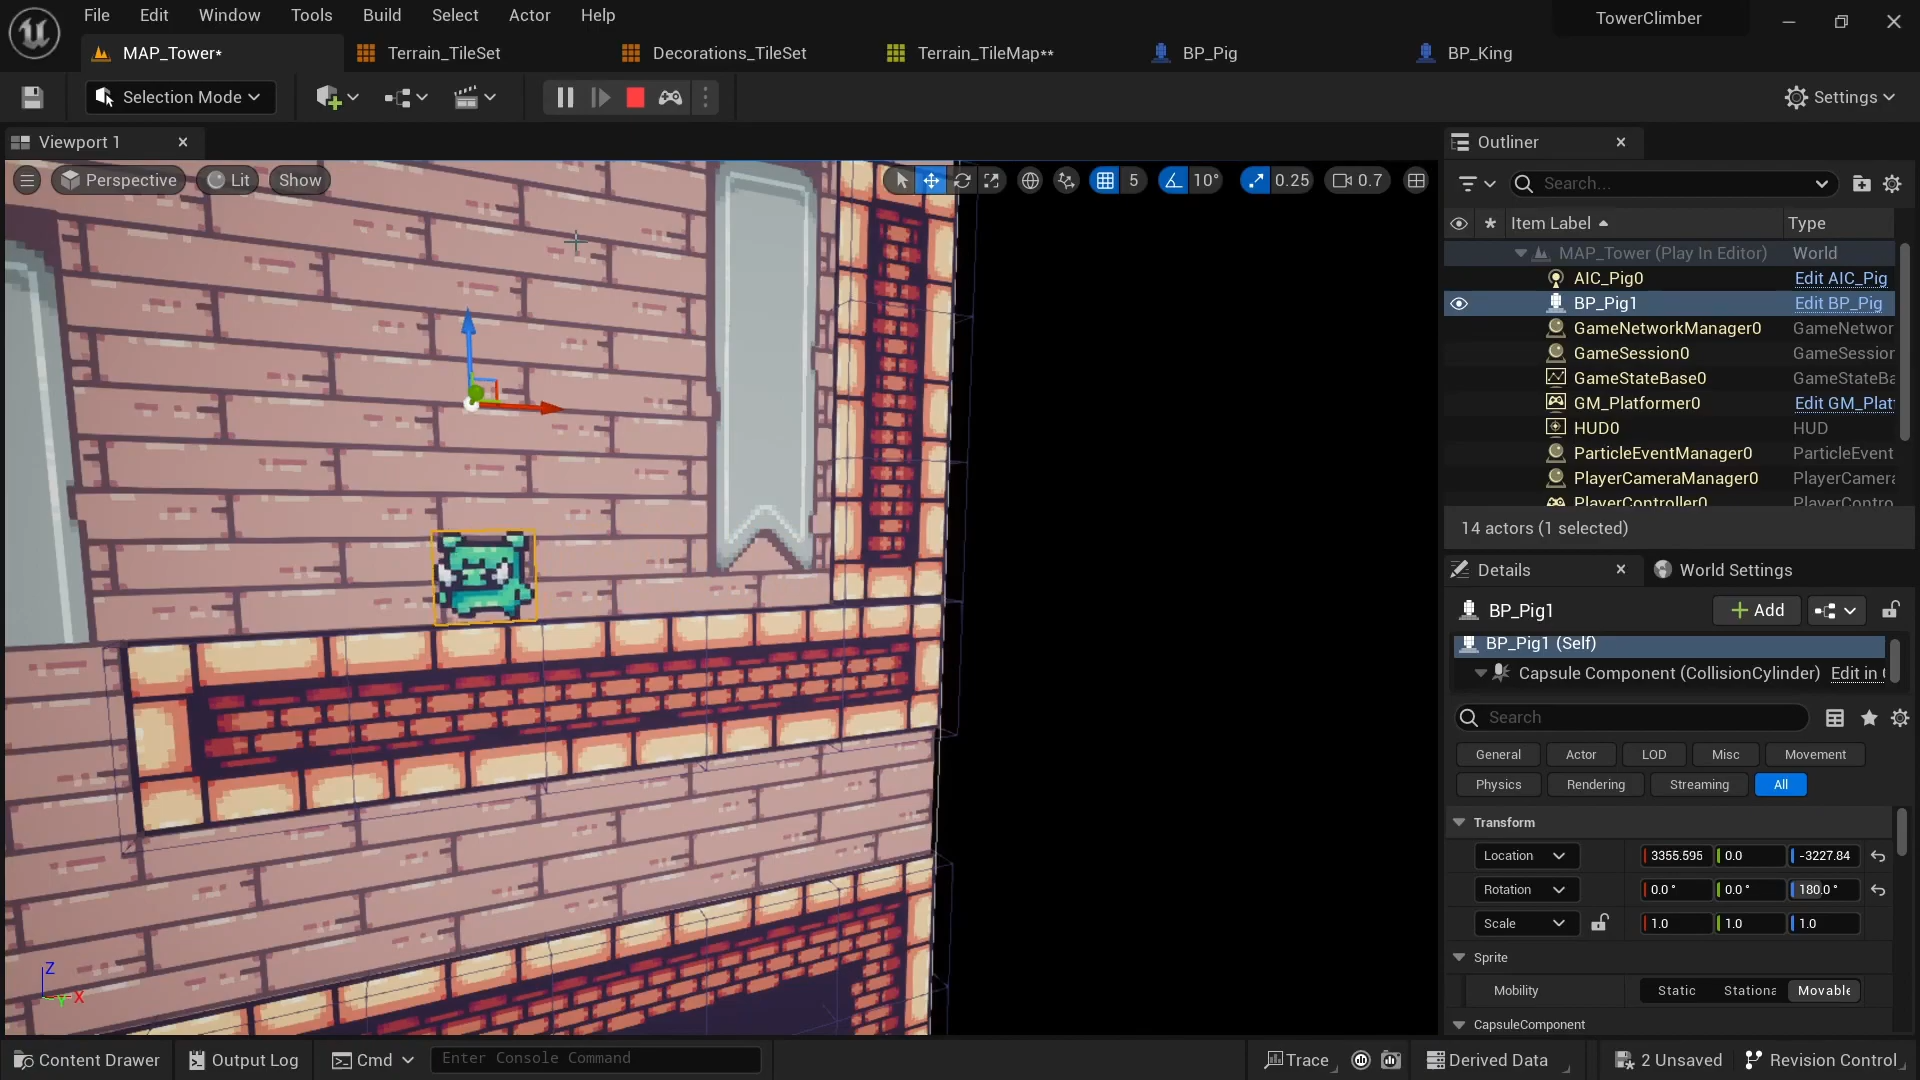 File Edit Window Tools Build Select Actor Help TowerClimber
MAP_Tower* Terrain_TileSet Decorations_TileSet Terrain_TileMap** BP_Pig BP_King
Selection Mode Settings
Viewport 1
Perspective Lit Show 5 10° 0.25 0.7
Z
Y X
Outliner
Search...
Item Label Type
MAP_Tower (Play In Editor) World
AIC_Pig0 Edit AIC_Pig
BP_Pig1 Edit BP_Pig
GameNetworkManager0 GameNetwor
GameSession0 GameSession
GameStateBase0 GameStateBa
GM_Platformer0 Edit GM_Plat
HUD0 HUD
ParticleEventManager0 ParticleEvent
PlayerCameraManager0 PlayerCamera
PlayerController0 PlayerContro
14 actors (1 selected)
Details World Settings
BP_Pig1 Add
BP_Pig1 (Self)
Capsule Component (CollisionCylinder) Edit in C
Search
General Actor LOD Misc Movement
Physics Rendering Streaming All
Transform
Location 3355.595 0.0 -3227.84
Rotation 0.0 ° 0.0 ° 180.0 °
Scale 1.0 1.0 1.0
Sprite
Mobility Static Stationa Movable
CapsuleComponent
Content Drawer Output Log Cmd Enter Console Command Trace Derived Data 2 Unsaved Revision Control